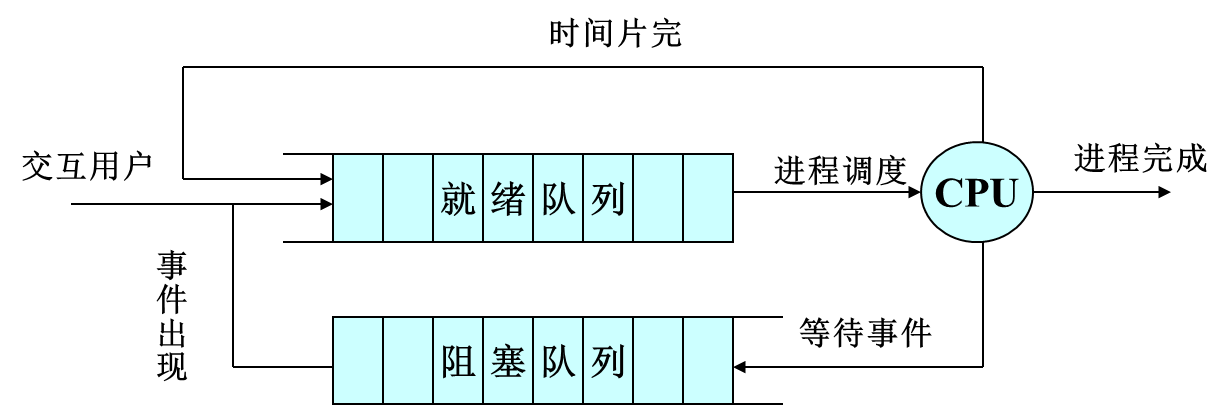 时间片完
交互用户
就绪队列
进程调度
CPU
进程完成
事件出现
阻塞队列
等待事件